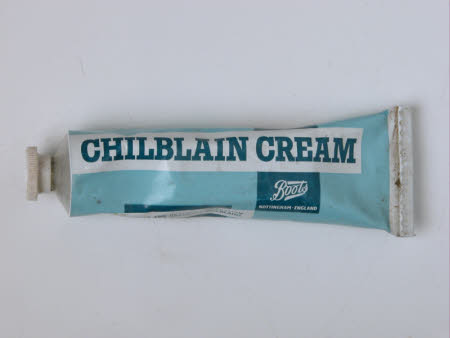 CHILBLAIN CREAM
Boots
NOTTINGHAM · ENGLAND